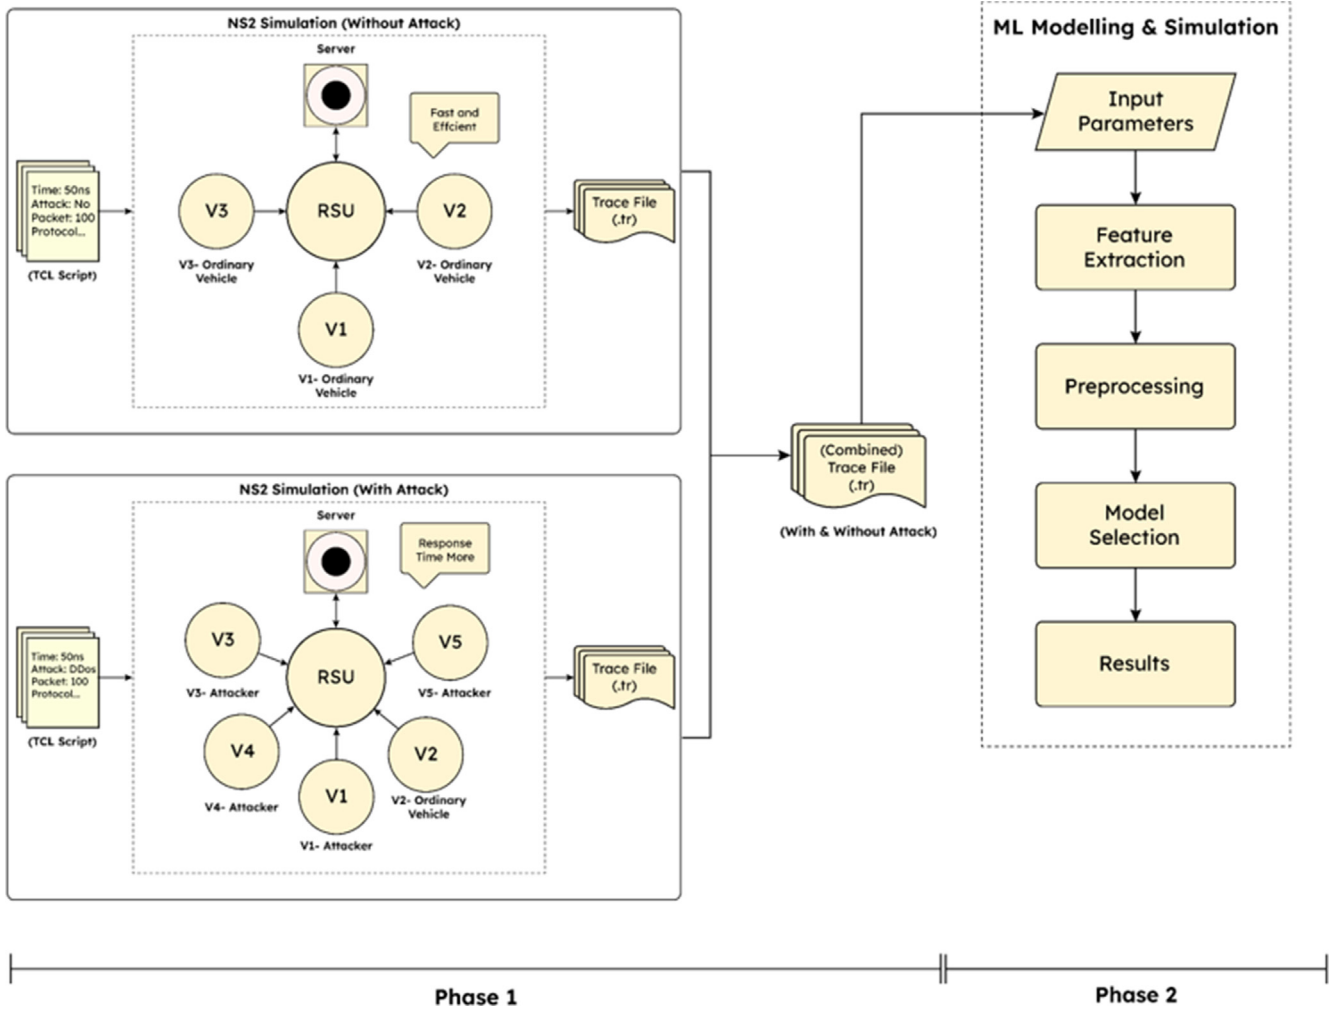 NS2 Simulation (Without Attack)
Server
Fast and
Effcient
Time: 50ns
Attack: No
Packet: 100
Protocol...
(TCL Script)
V3
RSU
V2
V3- Ordinary
Vehicle
V2- Ordinary
Vehicle
V1
V1- Ordinary
Vehicle
Trace File
(.tr)
NS2 Simulation (With Attack)
Server
Response
Time More
Time: 50ns
Attack: DDos
Packet: 100
Protocol...
(TCL Script)
V3
V3- Attacker
RSU
V5
V5- Attacker
V4
V4- Attacker
V1
V1- Attacker
V2
V2- Ordinary
Vehicle
Trace File
(.tr)
(Combined)
Trace File
(.tr)
(With & Without Attack)
ML Modelling & Simulation
Input
Parameters
Feature
Extraction
Preprocessing
Model
Selection
Results
Phase 1
Phase 2